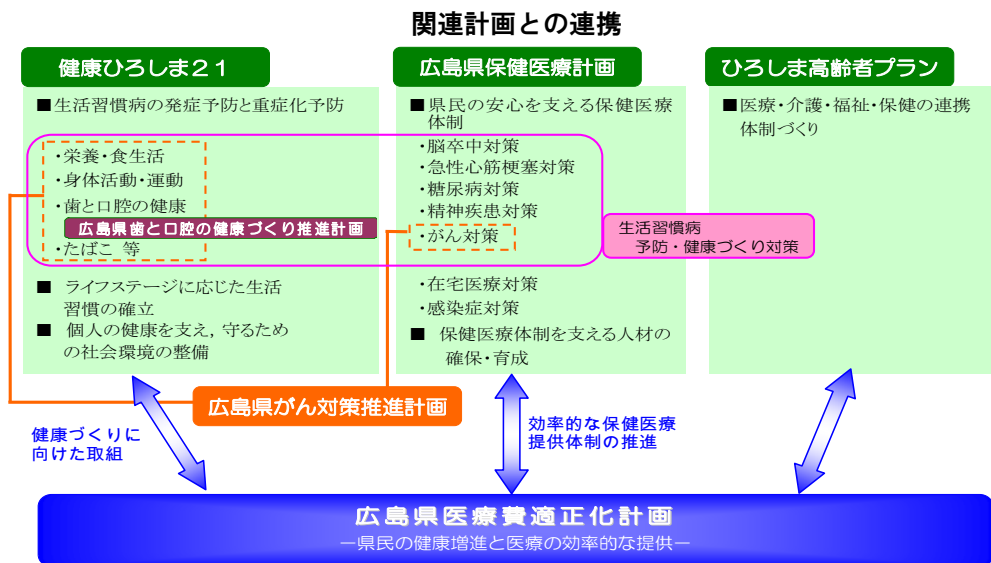 関連計画との連携
健康ひろしま２１
■生活習慣病の発症予防と重症化予防
・栄養・食生活
・身体活動・運動
・歯と口腔の健康
広島県歯と口腔の健康づくり推進計画
・たばこ 等
■ ライフステージに応じた生活
習慣の確立
■ 個人の健康を支え，守るため
の社会環境の整備
広島県保健医療計画
■県民の安心を支える保健医療
体制
・脳卒中対策
・急性心筋梗塞対策
・糖尿病対策
・精神疾患対策
・がん対策
・在宅医療対策
・感染症対策
■ 保健医療体制を支える人材の
確保・育成
ひろしま高齢者プラン
■医療・介護・福祉・保健の連携
体制づくり
生活習慣病
予防・健康づくり対策
広島県がん対策推進計画
健康づくりに
向けた取組
効率的な保健医療
提供体制の推進
広島県医療費適正化計画
－県民の健康増進と医療の効率的な提供－